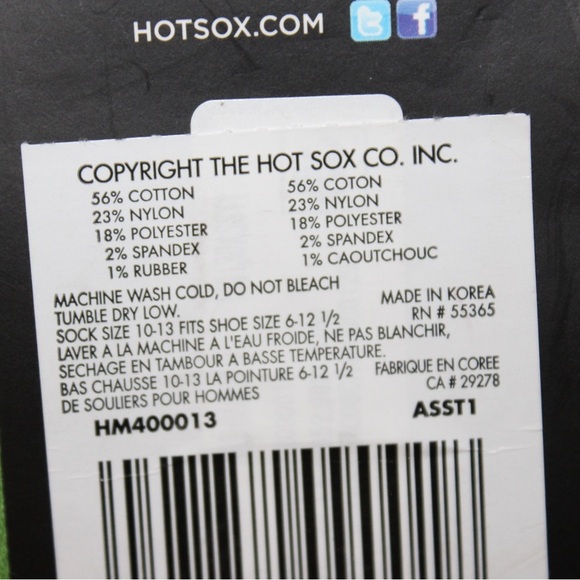 HOTSOX.COM
COPYRIGHT THE HOT SOX CO. INC.
56% COTTON 56% COTON
23% NYLON 23% NYLON
18% POLYESTER 18% POLYESTER
2% SPANDEX 2% SPANDEX
1% RUBBER 1% CAOUTCHOUC
MACHINE WASH COLD, DO NOT BLEACH
TUMBLE DRY LOW. MADE IN KOREA
SOCK SIZE 10-13 FITS SHOE SIZE 6-12 1/2 RN # 55365
LAVER A LA MACHINE A L'EAU FROIDE, NE PAS BLANCHIR,
SECHAGE EN TAMBOUR A BASSE TEMPERATURE.
BAS CHAUSSE 10-13 LA POINTURE 6-12 1/2 FABRIQUE EN COREE
DE SOULIERS POUR HOMMES CA # 29278
HM400013 ASST1